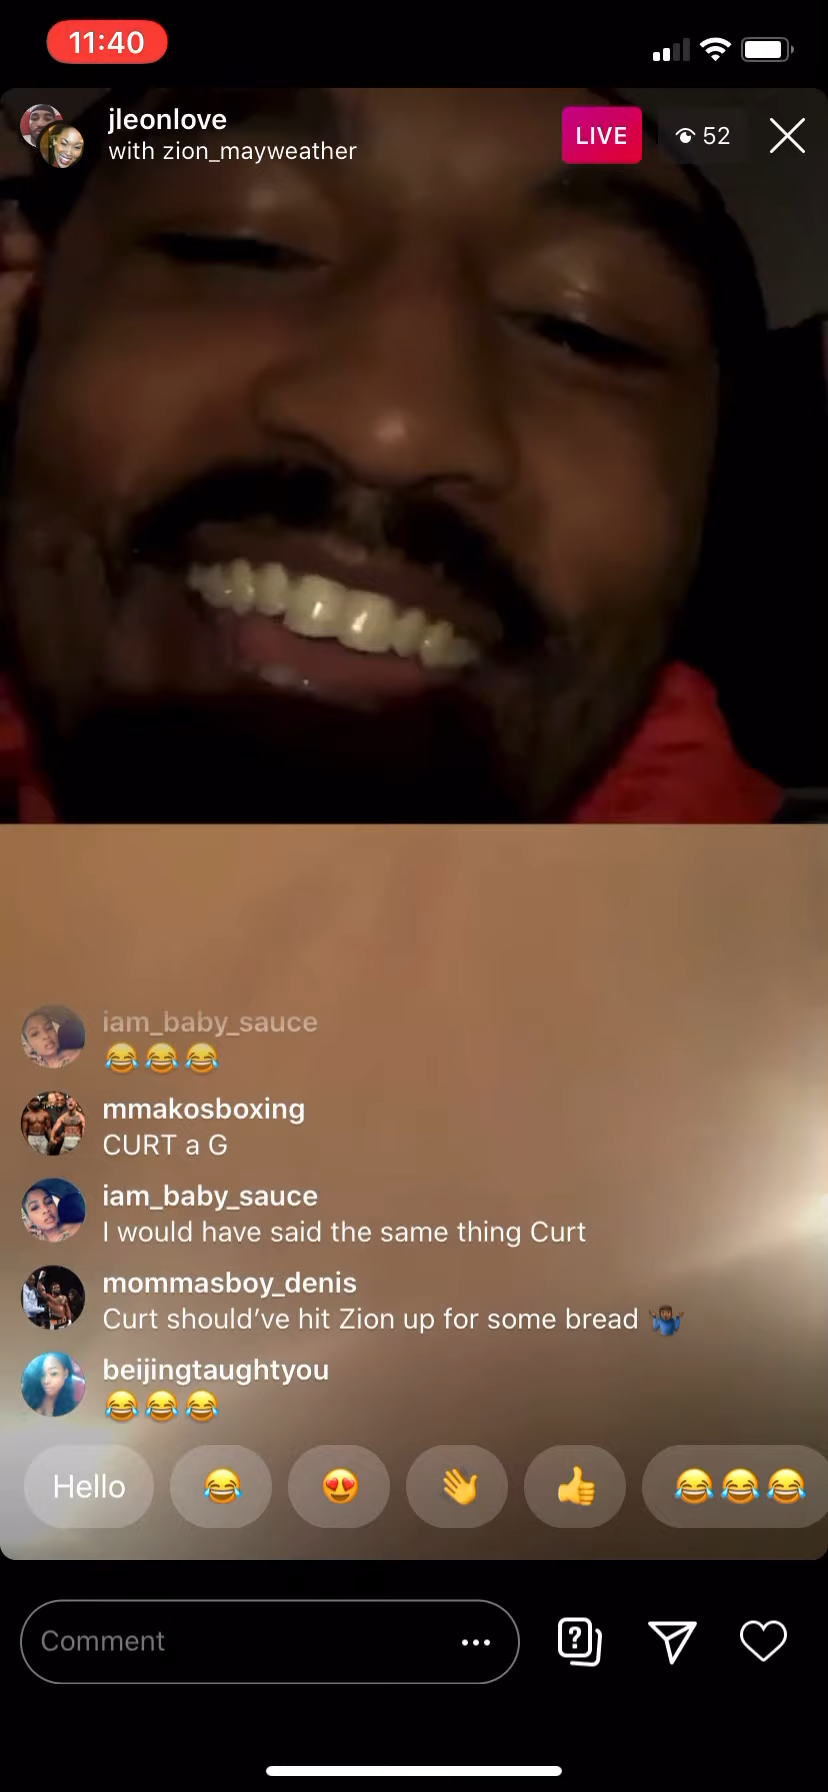 11:40
jleonlove
with zion_mayweather
LIVE
52
iam_baby_sauce
😂😂😂
mmakosboxing
CURT a G
iam_baby_sauce
I would have said the same thing Curt
mommasboy_denis
Curt should’ve hit Zion up for some bread 🤷🏾‍♂️
beijingtaughtyou
😂😂😂
Hello 😂 😍 👋 👍 😂😂😂
Comment